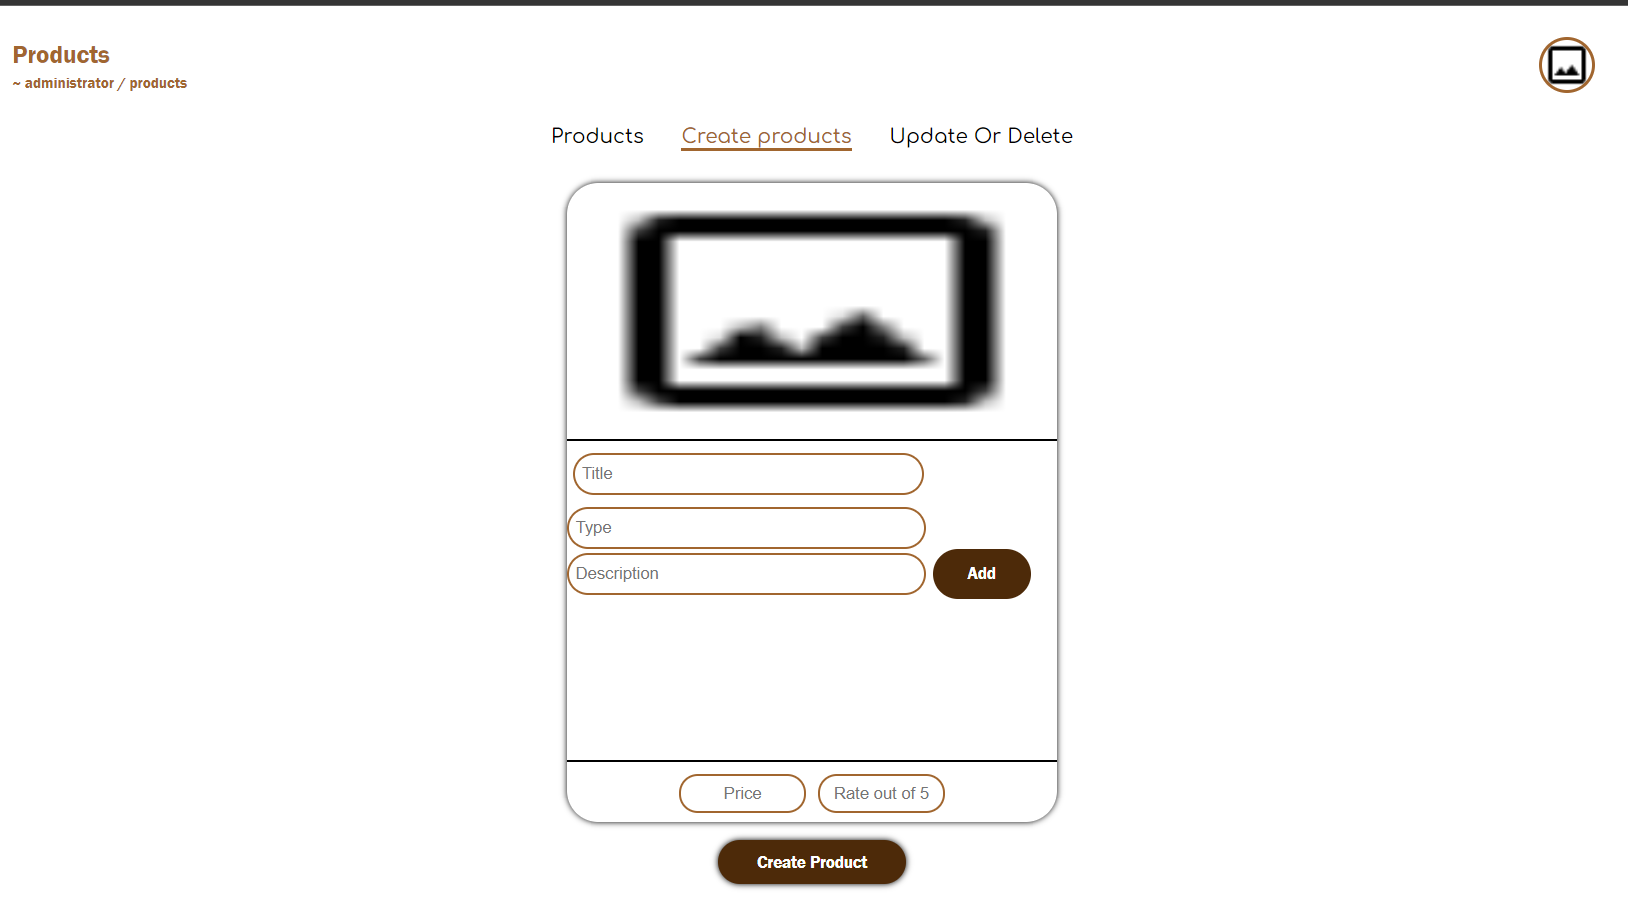 Products
~ administrator / products
Products Create products Update Or Delete
Title
Type
Description Add
Price Rate out of 5
Create Product